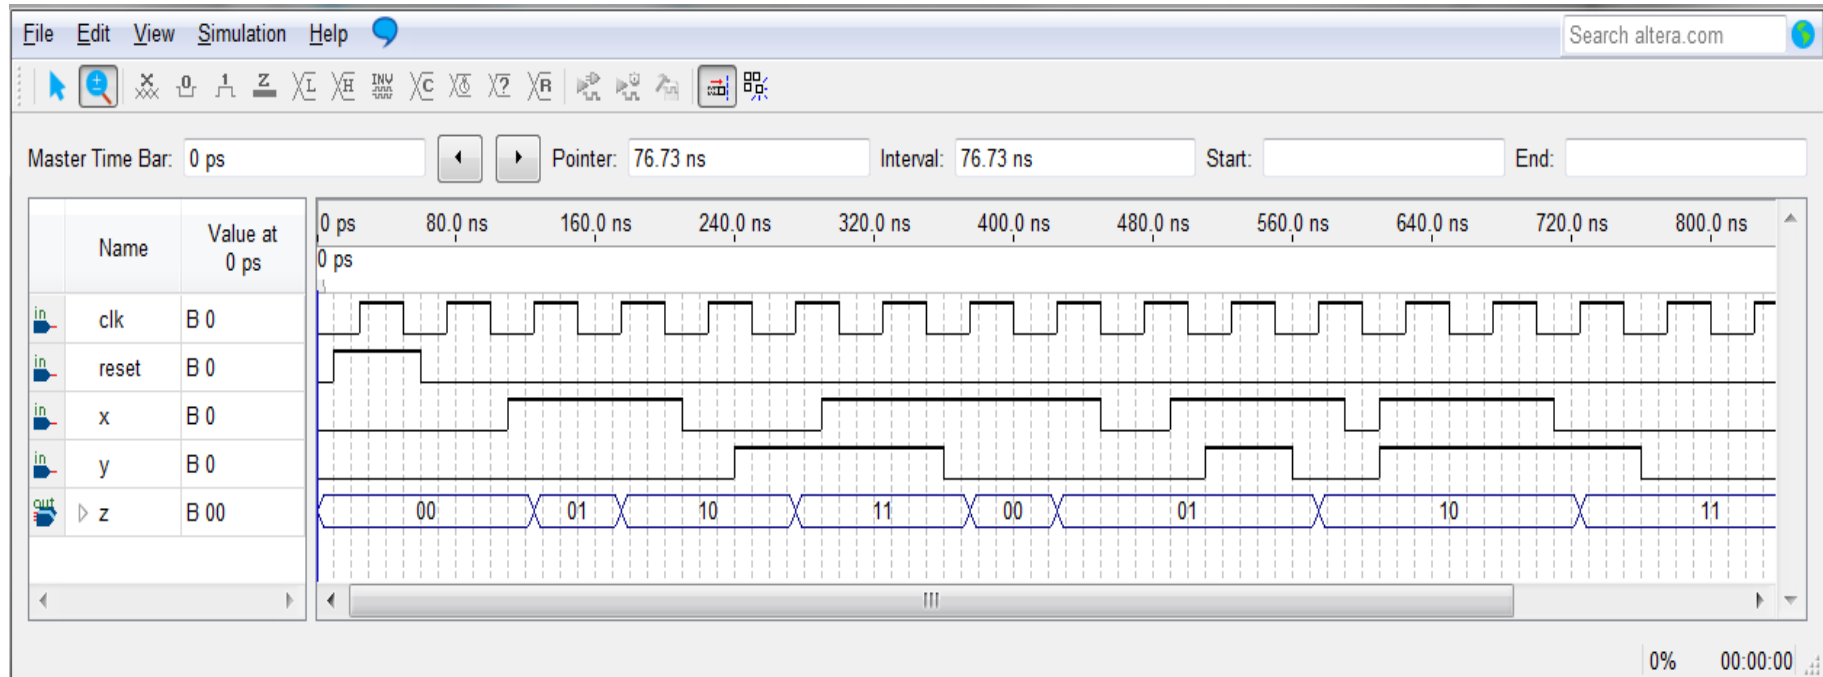 File Edit View Simulation Help Search altera.com
X 0 1 Z L H INV C ? R
Master Time Bar: 0 ps Pointer: 76.73 ns Interval: 76.73 ns Start: End:
Name Value at 0 ps
0 ps 80.0 ns 160.0 ns 240.0 ns 320.0 ns 400.0 ns 480.0 ns 560.0 ns 640.0 ns 720.0 ns 800.0 ns
0 ps
in clk B 0
in reset B 0
in x B 0
in y B 0
out z B 00 00 01 10 11 00 01 10 11
0% 00:00:00